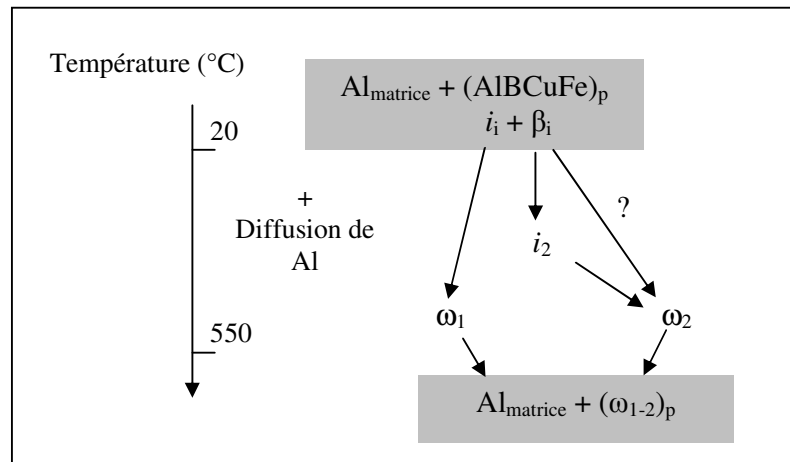 Température (°C)
Al_matrice + (AlBCuFe)_p
i_i + β_i
20
+
Diffusion de
Al
?
i_2
ω_1
ω_2
550
Al_matrice + (ω_1-2)_p